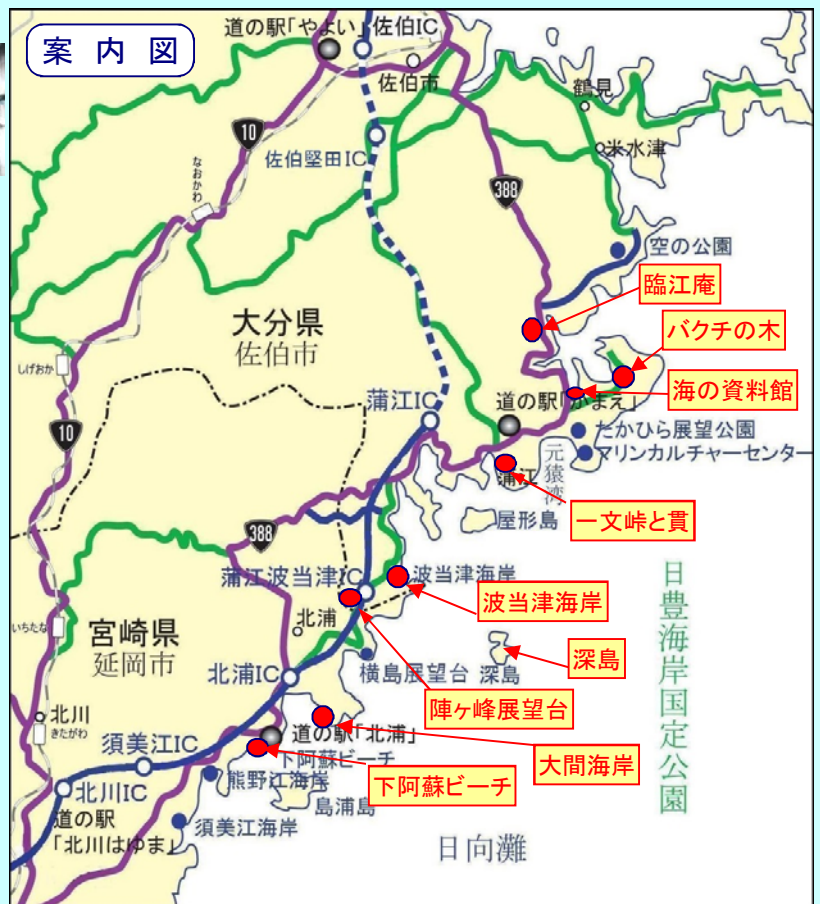 案内図
道の駅「やよい」
佐伯IC
佐伯市
鶴見
10
佐伯堅田IC
米水津
なおかわ
388
空の公園
臨江庵
大分県
佐伯市
バクチの木
しげおか
海の資料館
蒲江IC
道の駅「かまえ」
たかひら展望公園
10
マリンカルチャーセンター
元猿湾
蒲江
屋形島
一文峠と貫
388
蒲江波当津IC
波当津海岸
波当津海岸
日豊海岸国定公園
いちたな
宮崎県
延岡市
北浦
深島
北浦IC
横島展望台
深島
陣ヶ峰展望台
北川
きたがわ
須美江IC
道の駅「北浦」
大間海岸
下阿蘇ビーチ
下阿蘇ビーチ
北川IC
熊野江海岸
島浦島
道の駅
「北川はゆま」
須美江海岸
日向灘